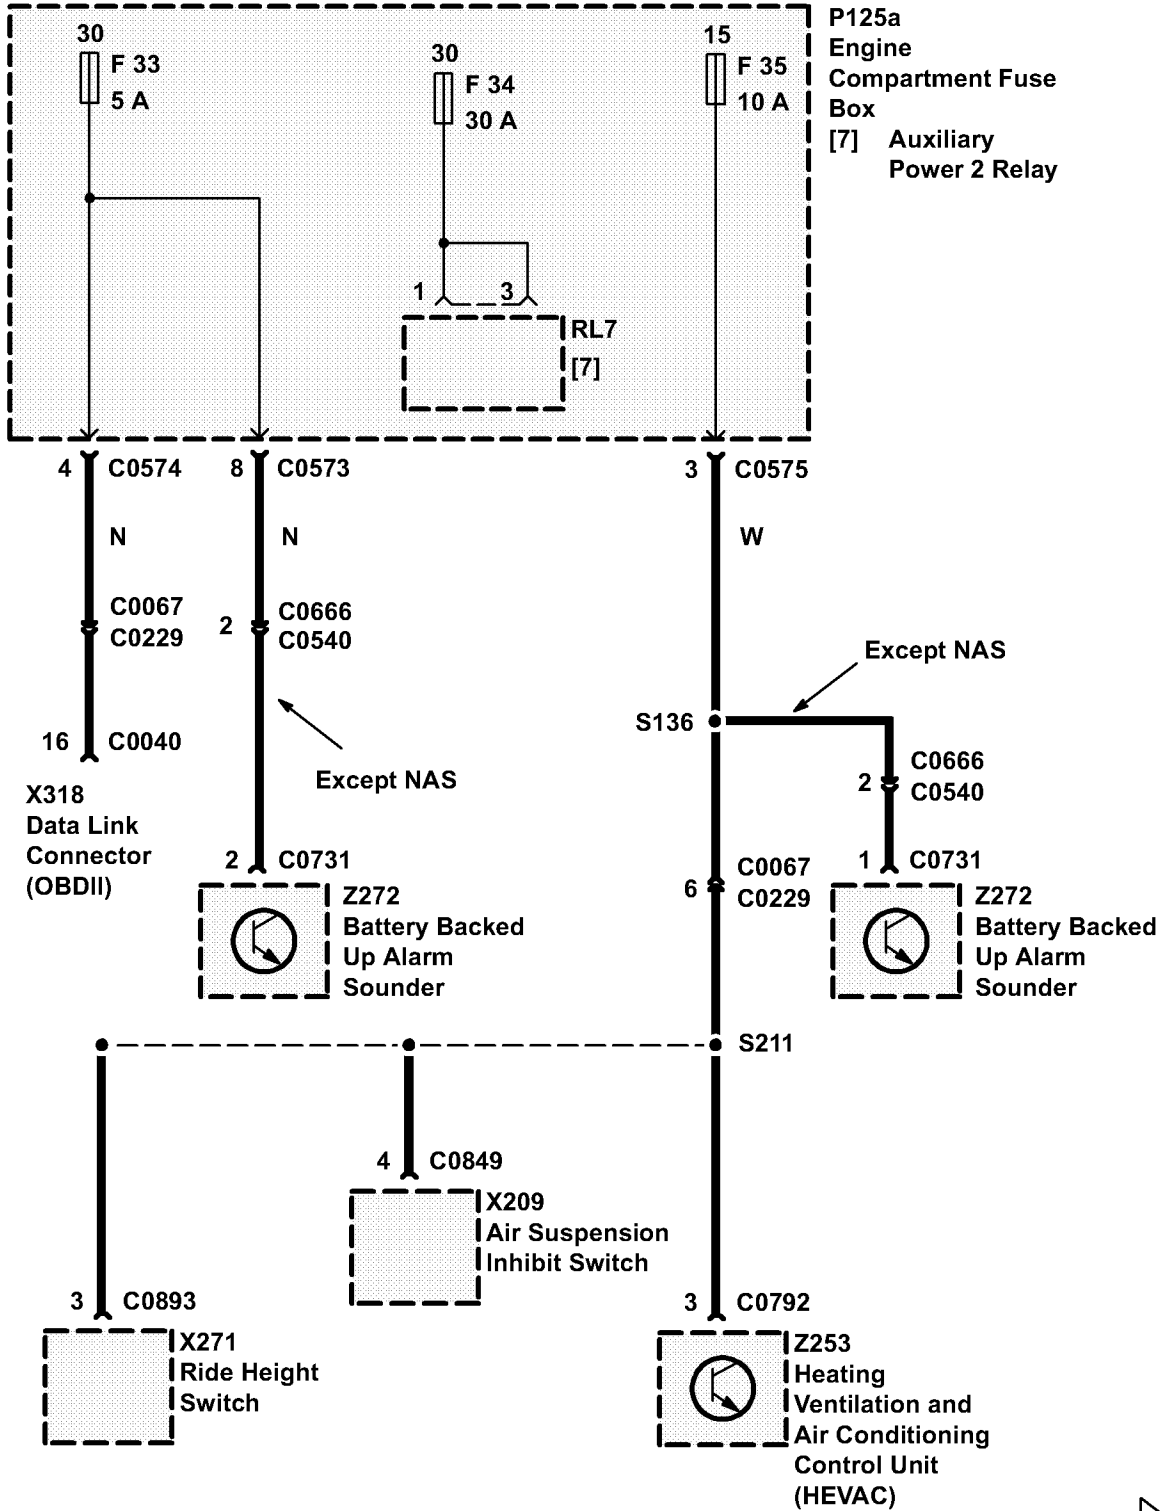 30
F 33
5 A
30
F 34
30 A
15
F 35
10 A
P125a
Engine
Compartment Fuse
Box
[7] Auxiliary
Power 2 Relay
1
3
RL7
[7]
4 C0574
8 C0573
3 C0575
N
N
W
C0067
C0229
2
C0666
C0540
Except NAS
S136
16 C0040
X318
Data Link
Connector
(OBDII)
Except NAS
2
C0666
C0540
2 C0731
Z272
Battery Backed
Up Alarm
Sounder
6
C0067
C0229
1 C0731
Z272
Battery Backed
Up Alarm
Sounder
S211
4 C0849
X209
Air Suspension
Inhibit Switch
3 C0893
X271
Ride Height
Switch
3 C0792
Z253
Heating
Ventilation and
Air Conditioning
Control Unit
(HEVAC)